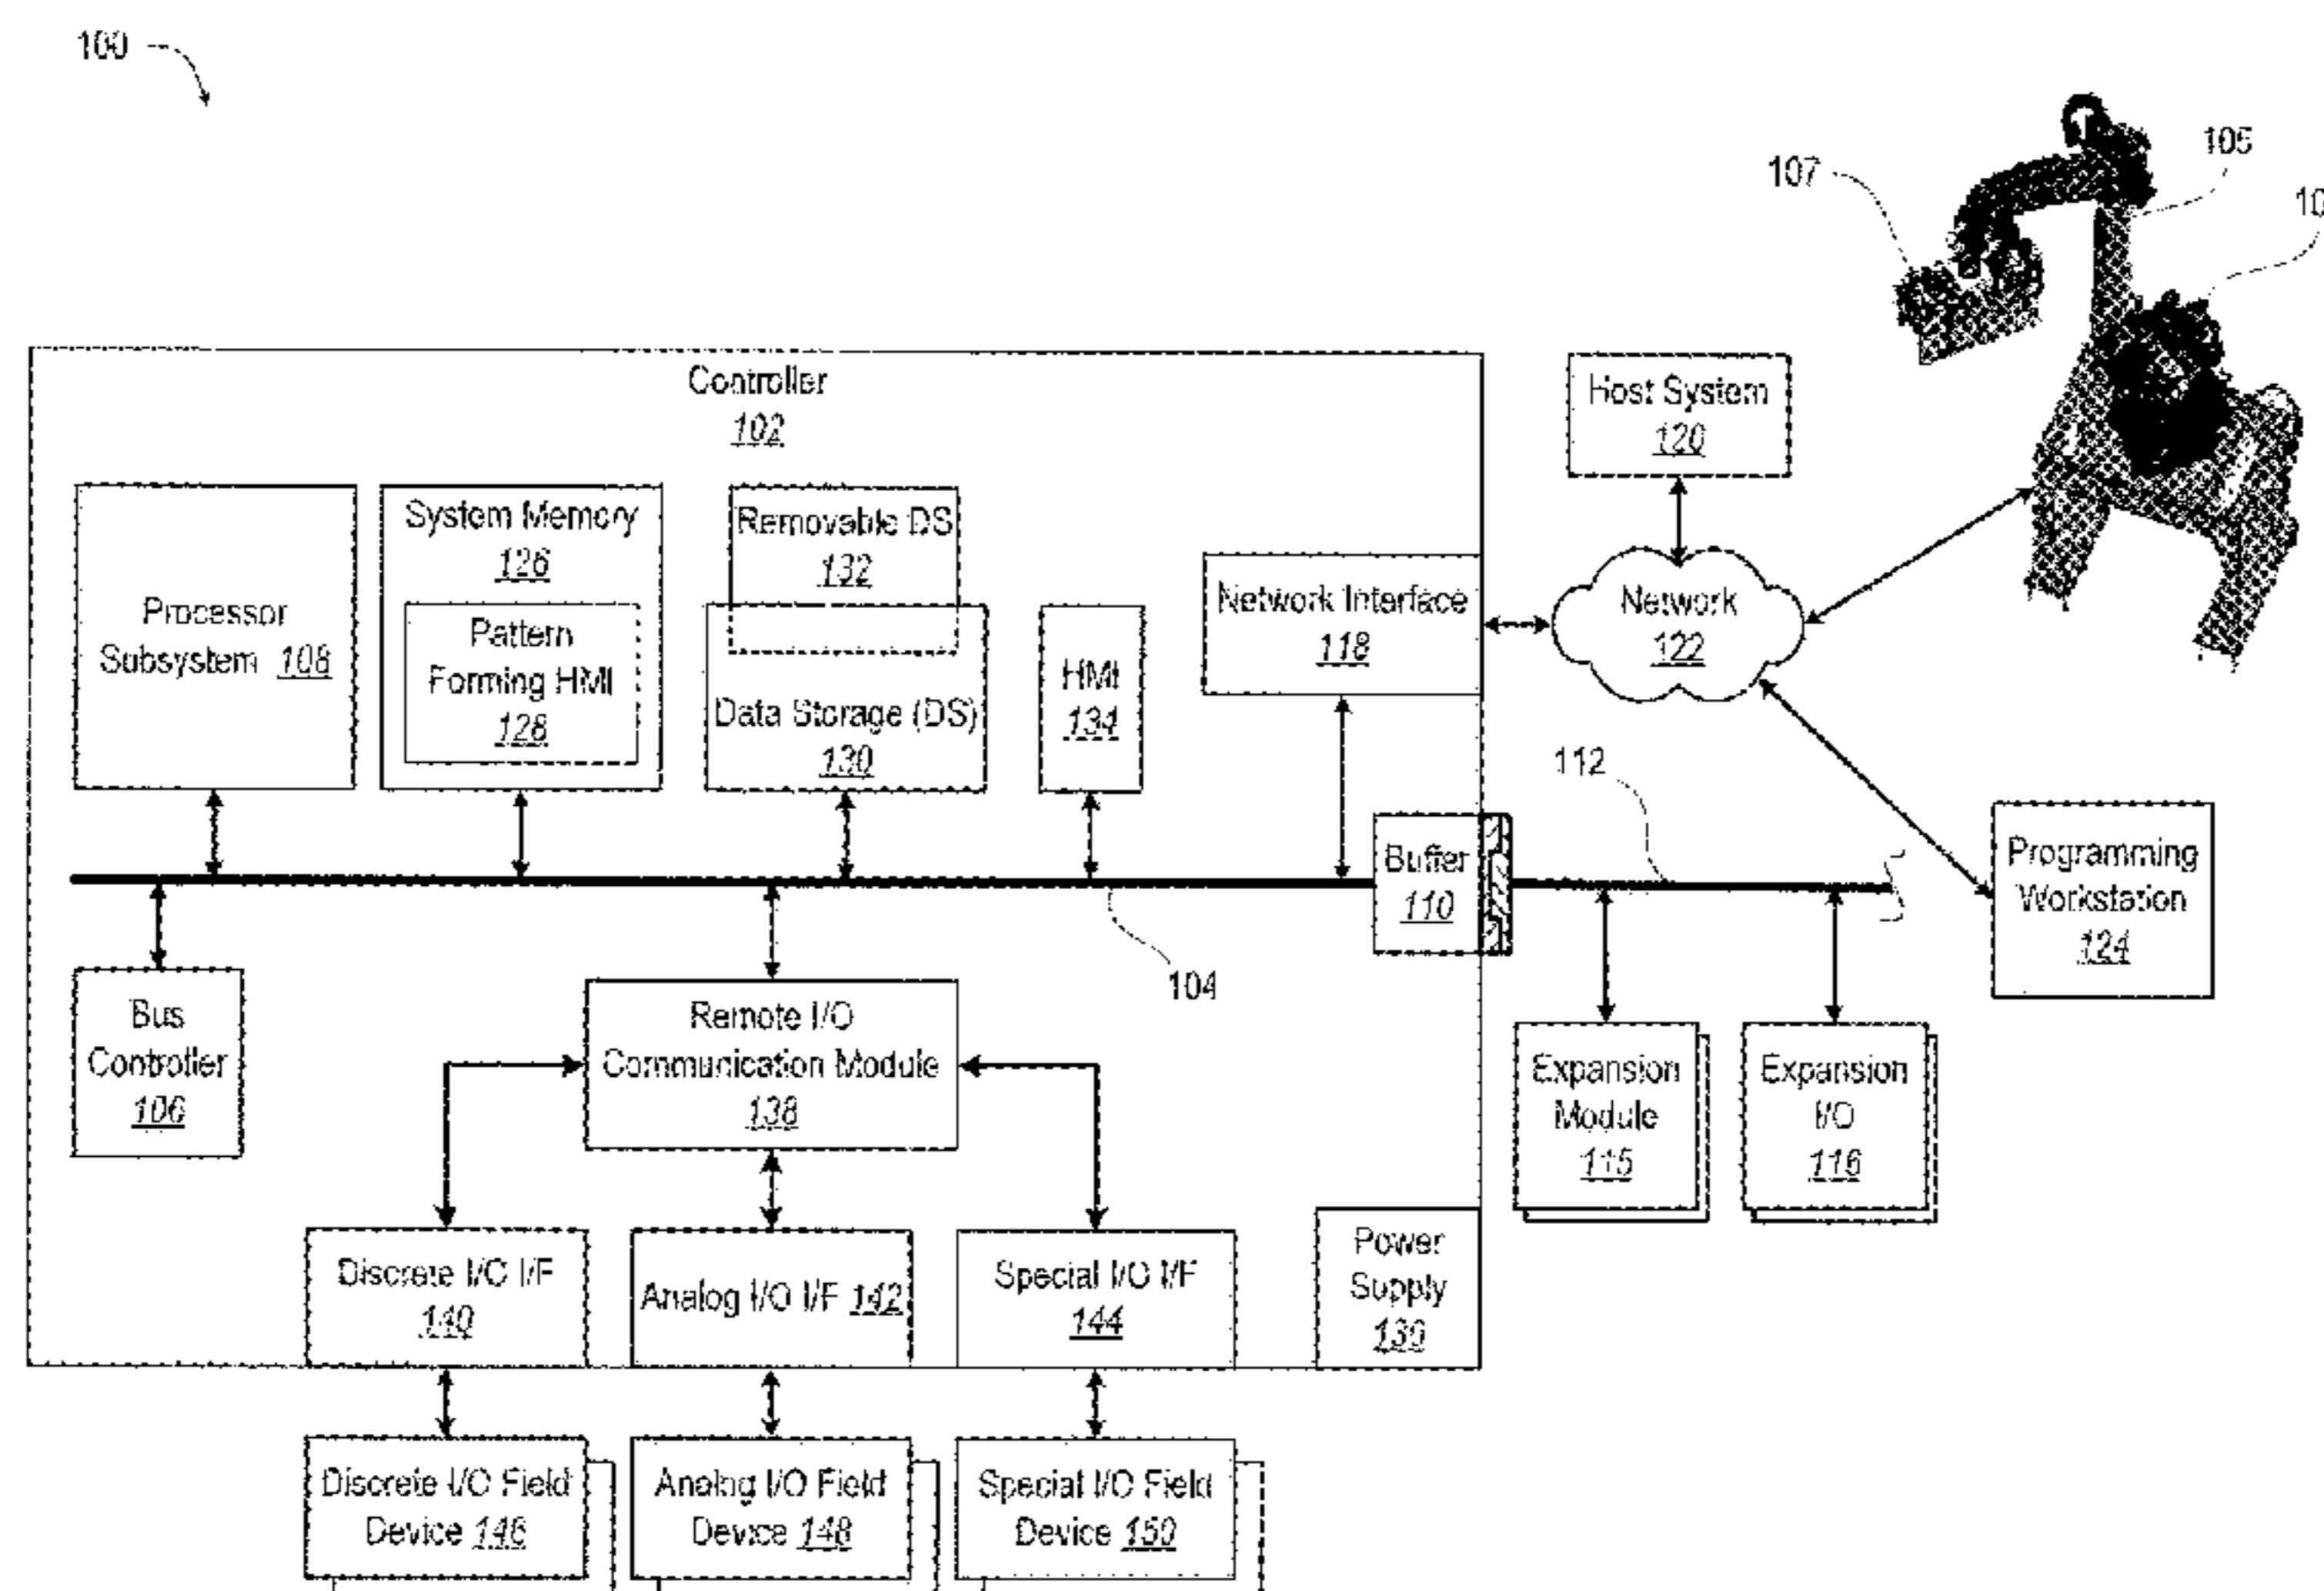 100
105
107
10
Controller
102
Host System
120
System Memory
126
Removable DS
132
Processor
Subsystem 108
Pattern
Forming HMI
128
Data Storage (DS)
130
HMI
134
Network Interface
118
Network
122
112
Buffer
110
Programming
Workstation
124
104
Bus
Controller
106
Remote I/O
Communication Module
138
Expansion
Module
115
Expansion
I/O
116
Discrete I/O I/F
140
Analog I/O I/F 142
Special I/O I/F
144
Power
Supply
Discrete I/O Field
Device 146
Analog I/O Field
Device 148
Special I/O Field
Device 150